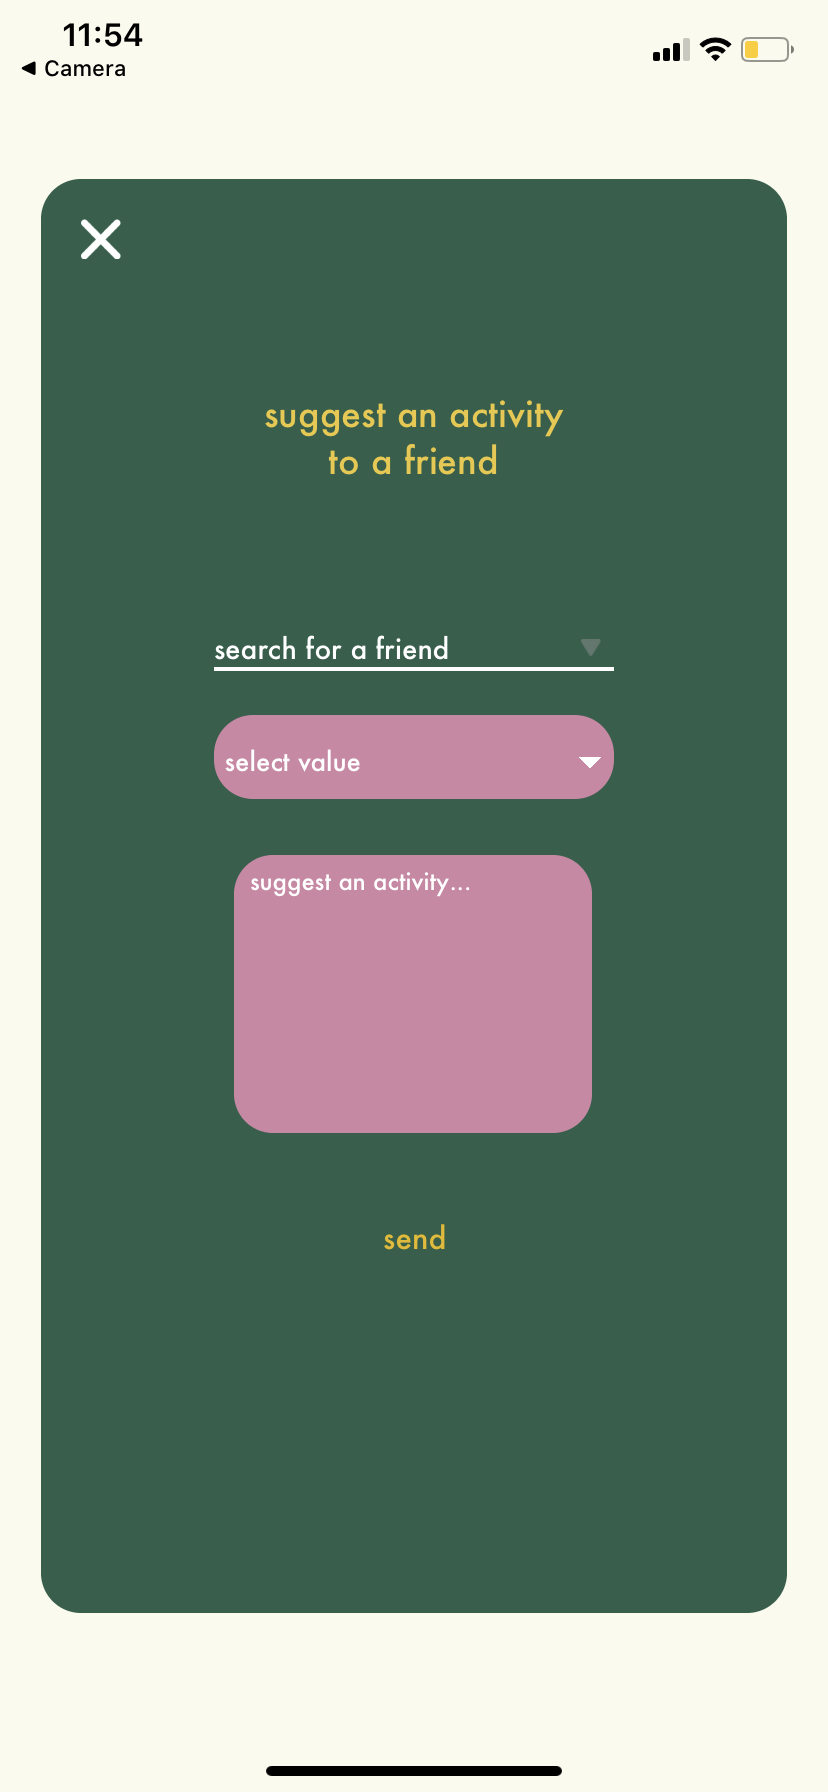 11:54
Camera
suggest an activity
to a friend
search for a friend
select value
suggest an activity...
send